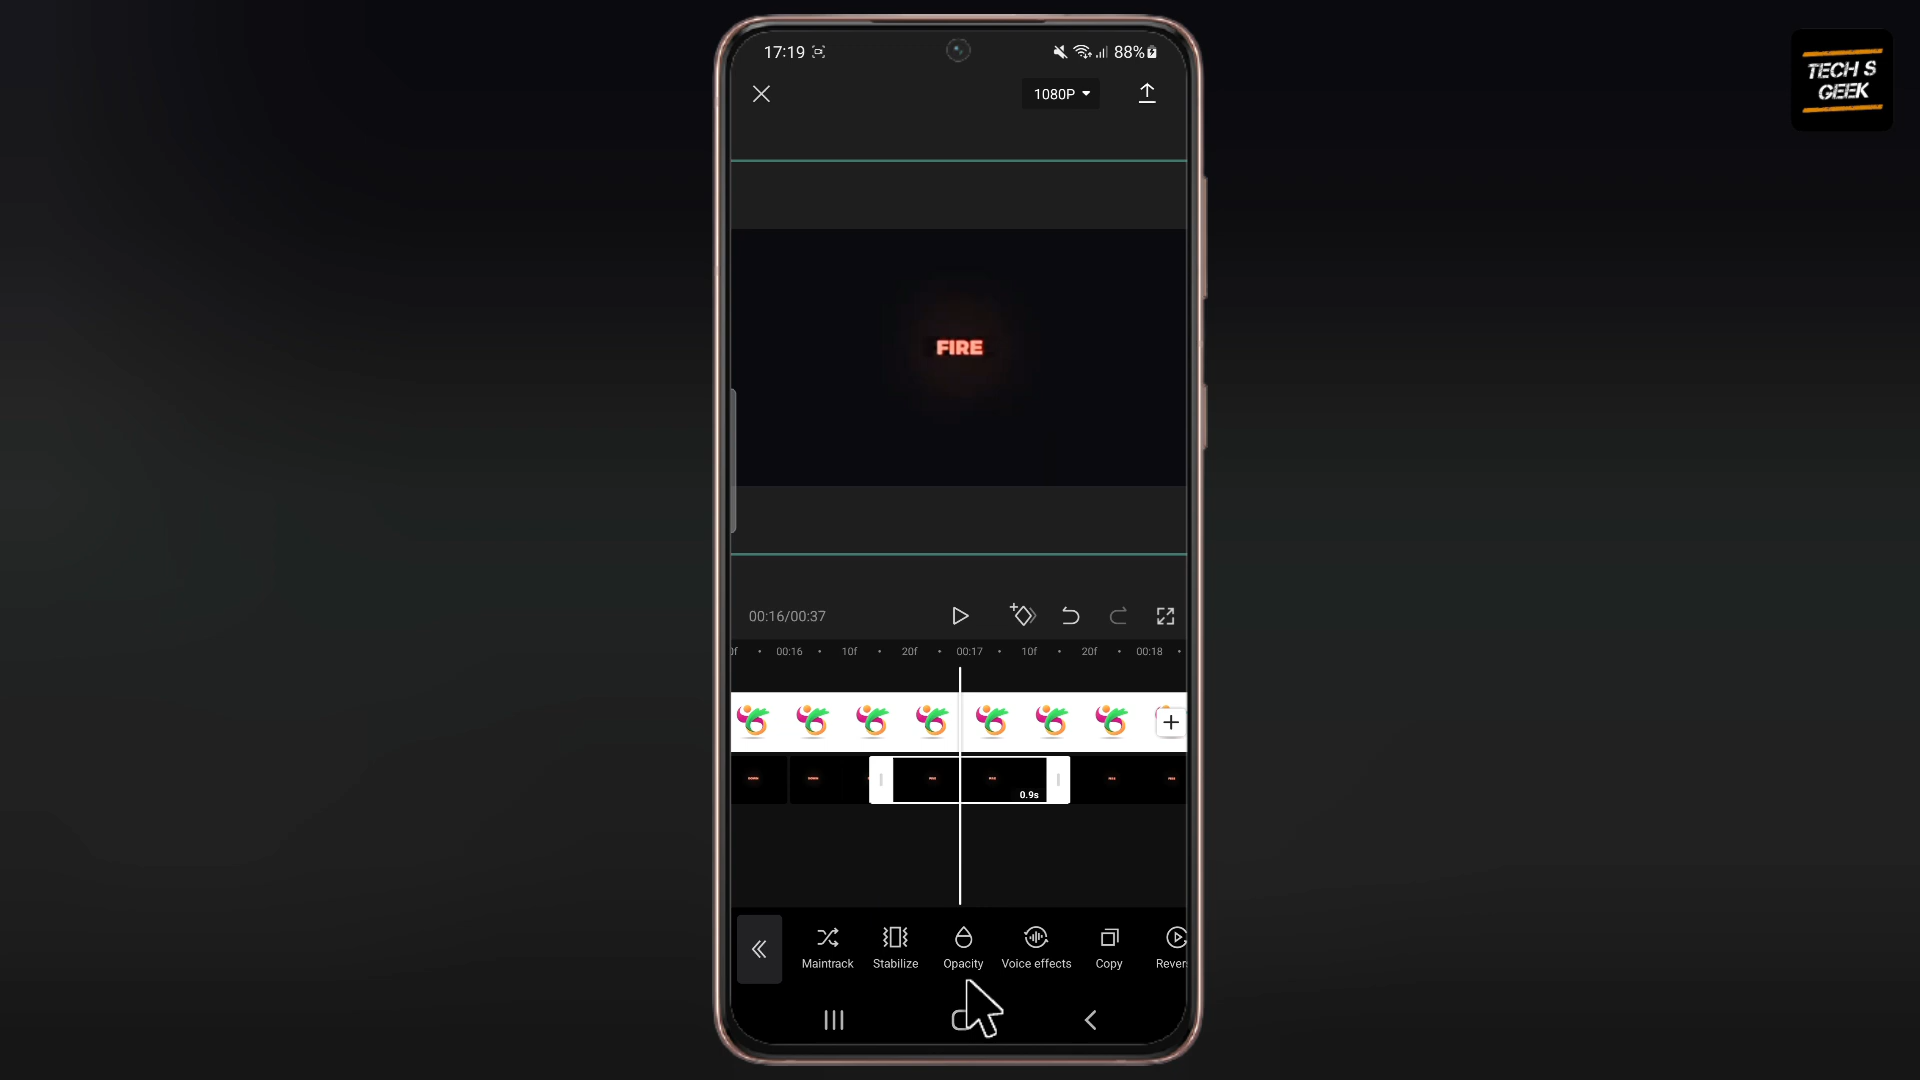 17:19
88%
TECH S
GEEK
1080P
FIRE
00:16/00:37
0f • 00:16 • 10f • 20f • 00:17 • 10f • 20f • 00:18 •
0.9s
Maintrack
Stabilize
Opacity
Voice effects
Copy
Rever